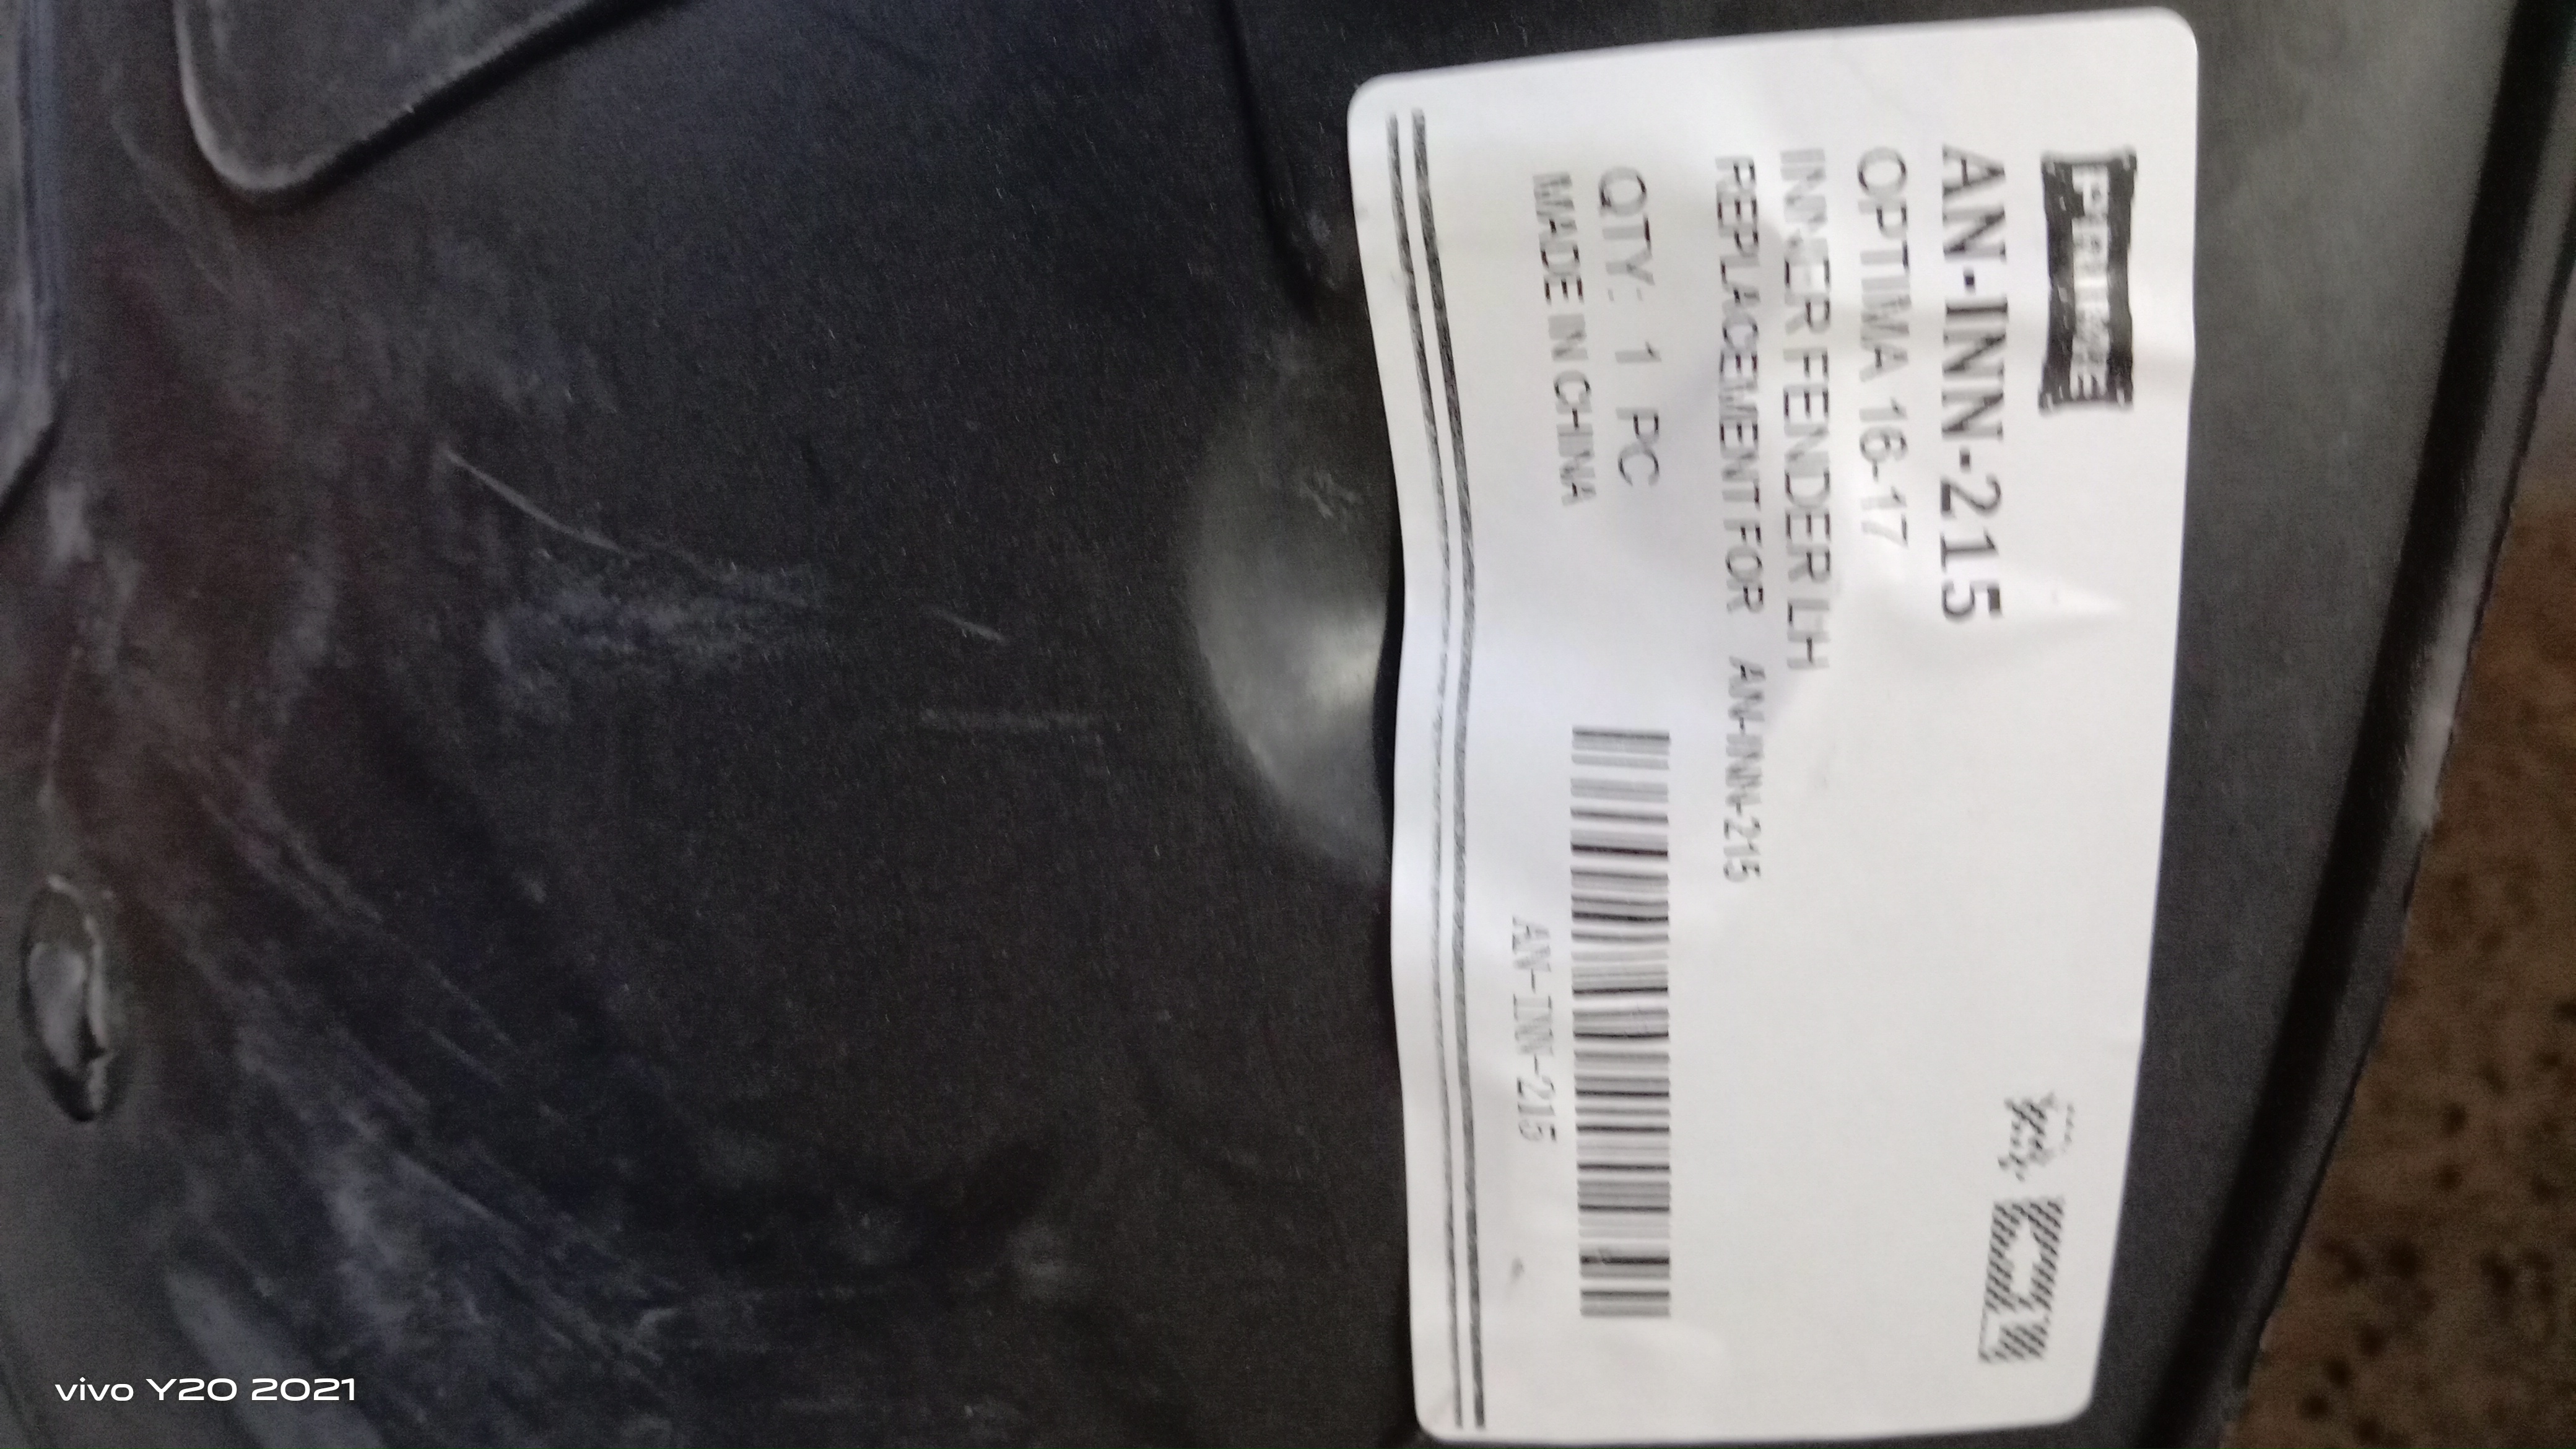 PRIME
AN-INN-215
OPTIMA 16-17
INNER FENDER LH
REPLACEMENT FOR AN-INN-215
QTY: 1 PC
MADE IN CHINA
AN-INN-215
vivo Y20 2021